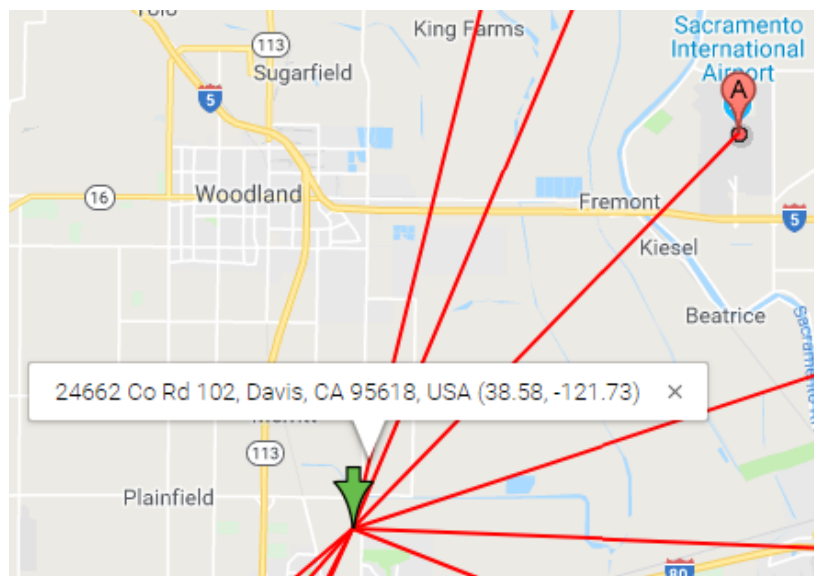 King Farms
Sacramento
International
Airport
A
113
Sugarfield
5
16
Woodland
Fremont
5
Kiesel
Beatrice
24662 Co Rd 102, Davis, CA 95618, USA (38.58, -121.73) ×
113
Plainfield
80